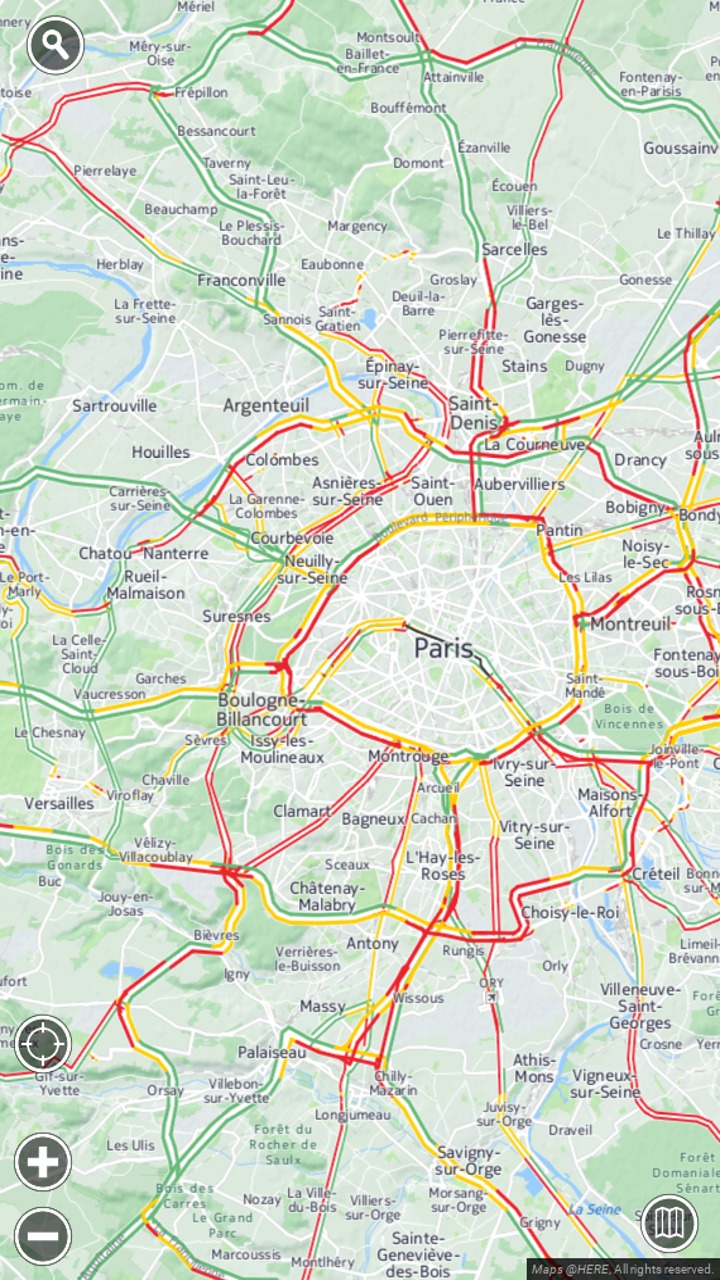 Mériel
Méry-sur-
Oise
Montsoult
Baillet-
en-France
Attainville
La Francilienne
Fontenay-
en-Parisis
toise
Frépillon
Bouffémont
Bessancourt
Ézanville
Goussainv
Pierrelaye
Taverny
Domont
Saint-Leu-
la-Forêt
Écouen
Beauchamp
Le Plessis-
Bouchard
Margency
Villiers-
le-Bel
Le Thillay
Sarcelles
Herblay
Eaubonne
Franconville
Groslay
Gonesse
La Frette-
sur-Seine
Deuil-la-
Barre
Garges-
lès-
Gonesse
Sannois
Saint-
Gratien
Pierrefitte-
sur-Seine
Stains
Dugny
Épinay-
sur-Seine
Sartrouville
Argenteuil
Saint-
Denis
La Courneuve
Houilles
Colombes
Drancy
Carrières-
sur-Seine
La Garenne-
Colombes
Asnières-
sur-Seine
Saint-
Ouen
Aubervilliers
Bobigny
Bondy
Boulevard Périphérique
Pantin
Courbevoie
Chatou
Nanterre
Neuilly-
sur-Seine
Noisy-
le-Sec
Le Port-
Marly
Rueil-
Malmaison
Les Lilas
Suresnes
Paris
Montreuil
La Celle-
Saint-
Cloud
Garches
Saint-
Mandé
Fontenay
sous-Boi
Vaucresson
Boulogne-
Billancourt
Bois de
Vincennes
Le Chesnay
Sèvres
Issy-les-
Moulineaux
Montrouge
Ivry-sur-
Seine
Joinville-
le-Pont
Chaville
Arcueil
Viroflay
Versailles
Clamart
Bagneux
Cachan
Vitry-sur-
Seine
Maisons-
Alfort
Bois des
Gonards
Vélizy-
Villacoublay
Sceaux
L'Haÿ-les-
Roses
Créteil
Buc
Jouy-en-
Josas
Châtenay-
Malabry
Choisy-le-Roi
Bièvres
Antony
Rungis
Verrières-
le-Buisson
Igny
Orly
ORY
Massy
Wissous
Villeneuve-
Saint-
Georges
Palaiseau
Crosne
Gif-sur-
Yvette
Orsay
Villebon-
sur-Yvette
Chilly-
Mazarin
Athis-
Mons
Vigneux-
sur-Seine
Longjumeau
Juvisy-
sur-Orge
Draveil
Les Ulis
Forêt du
Rocher de
Saulx
Savigny-
sur-Orge
Bois des
Carres
Nozay
La Ville-
du-Bois
Villiers-
sur-Orge
Morsang-
sur-Orge
La Seine
Le Grand
Parc
Grigny
Marcoussis
Montlhéry
Sainte-
Geneviève-
des-Bois
Maps @HERE, All rights reserved.